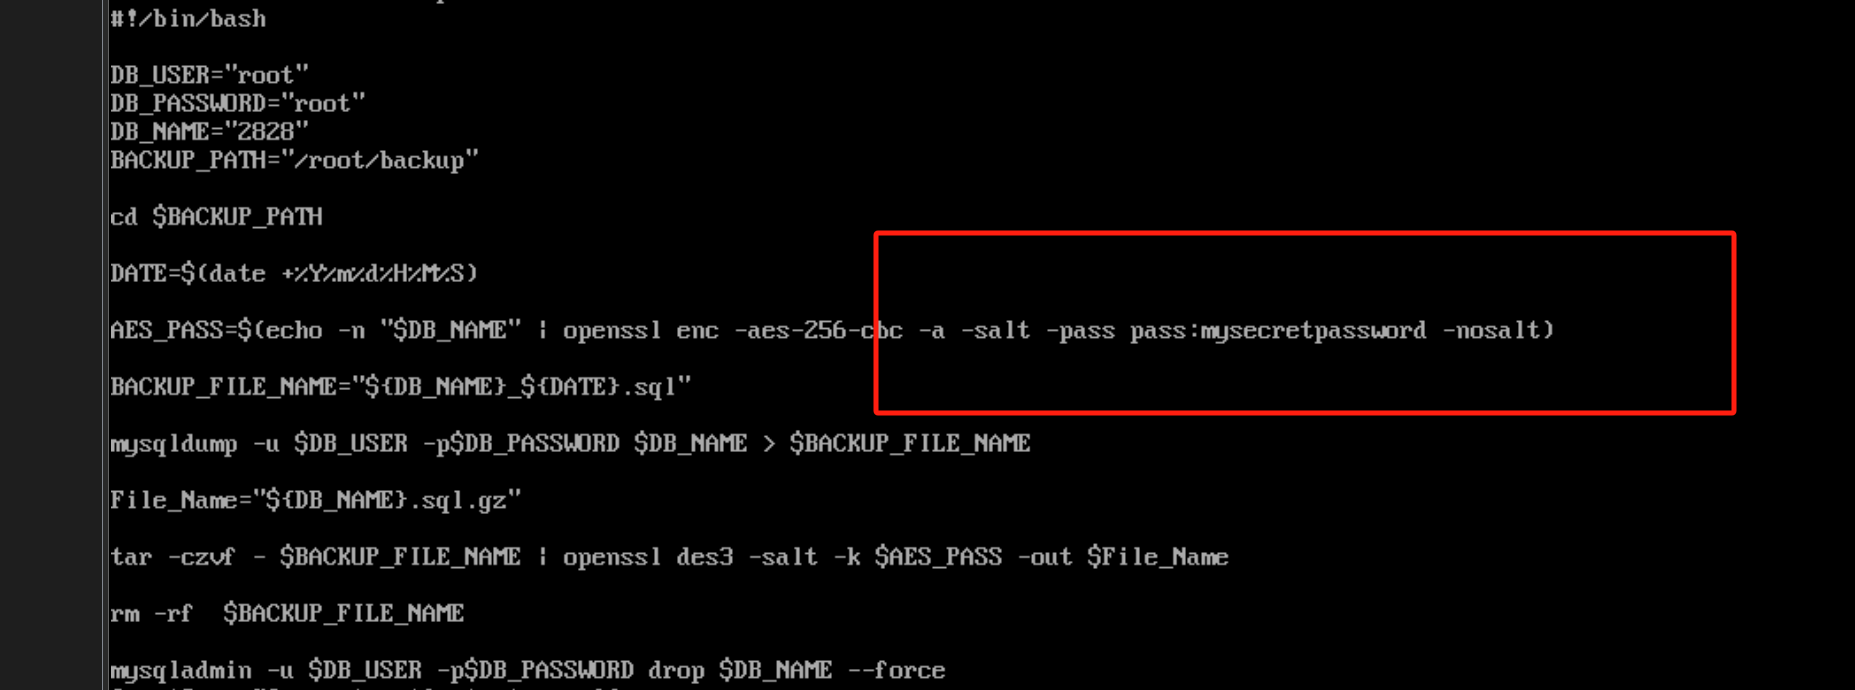 #!/bin/bash
DB_USER="root"
DB_PASSWORD="root"
DB_NAME="2828"
BACKUP_PATH="/root/backup"
cd $BACKUP_PATH
DATE=$(date +%Y%m%d%H%M%S)
AES_PASS=$(echo -n "$DB_NAME" | openssl enc -aes-256-cbc -a -salt -pass pass:mysecretpassword -nosalt)
BACKUP_FILE_NAME="${DB_NAME}_${DATE}.sql"
mysqldump -u $DB_USER -p$DB_PASSWORD $DB_NAME > $BACKUP_FILE_NAME
File_Name="${DB_NAME}.sql.gz"
tar -czvf - $BACKUP_FILE_NAME | openssl des3 -salt -k $AES_PASS -out $File_Name
rm -rf  $BACKUP_FILE_NAME
mysqladmin -u $DB_USER -p$DB_PASSWORD drop $DB_NAME --force